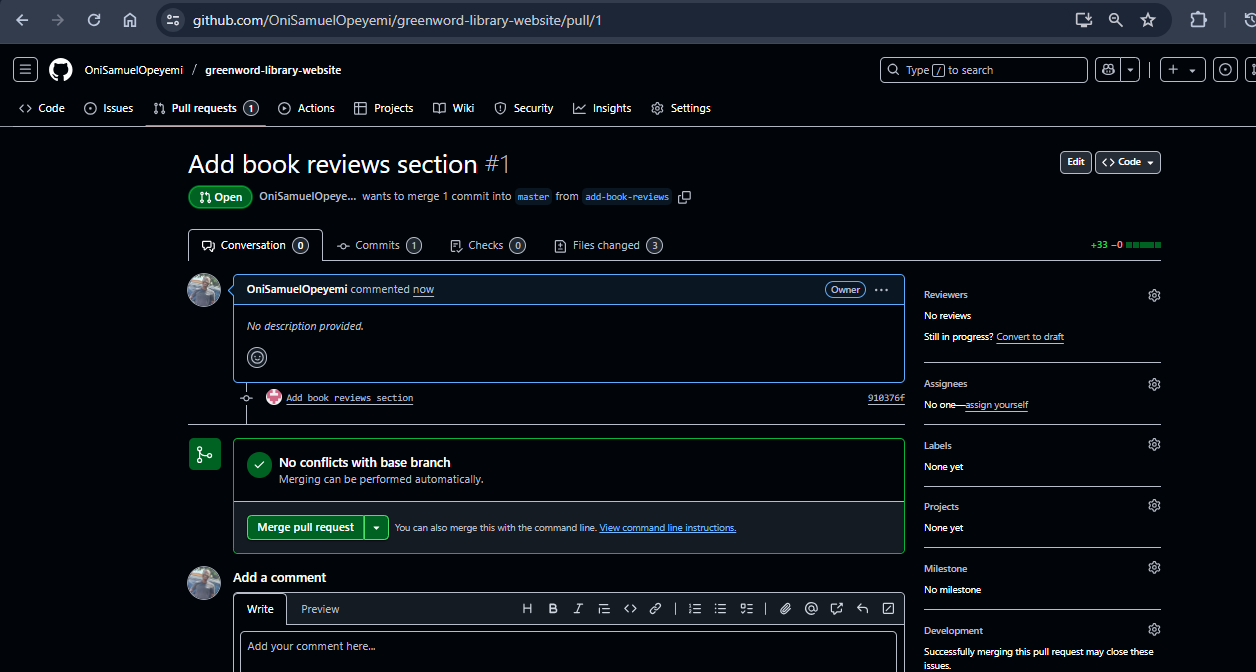 github.com/OniSamuelOpeyemi/greenword-library-website/pull/1
OniSamuelOpeyemi / greenword-library-website
Type / to search
Code Issues Pull requests 1 Actions Projects Wiki Security Insights Settings
Add book reviews section #1
Edit Code
Open OniSamuelOpeye... wants to merge 1 commit into master from add-book-reviews
Conversation 0 Commits 1 Checks 0 Files changed 3
+33 −0
OniSamuelOpeyemi commented now
Owner
No description provided.
Add book reviews section 910376f
No conflicts with base branch
Merging can be performed automatically.
Merge pull request You can also merge this with the command line. View command line instructions.
Add a comment
Write Preview
Add your comment here...
Reviewers
No reviews
Still in progress? Convert to draft
Assignees
No one—assign yourself
Labels
None yet
Projects
None yet
Milestone
No milestone
Development
Successfully merging this pull request may close these
issues.